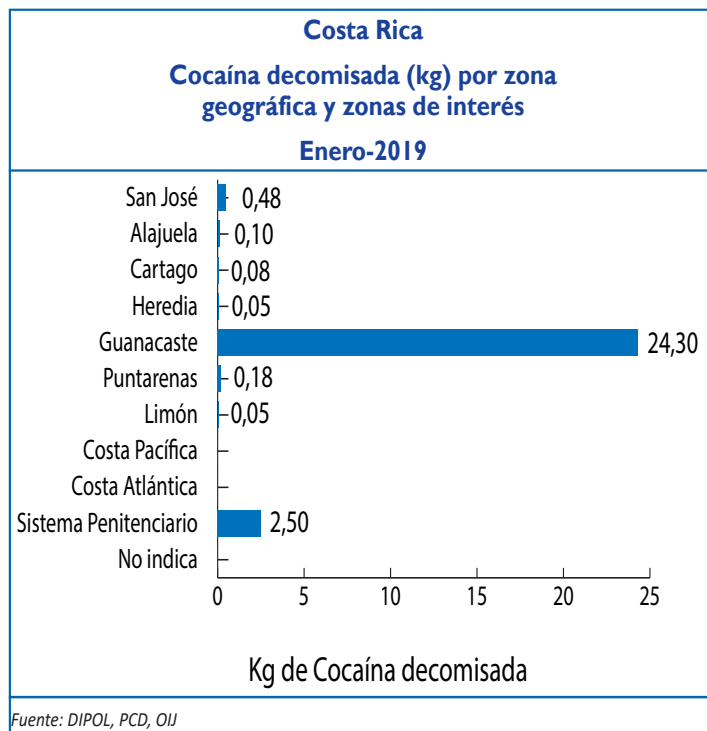 Costa Rica
Cocaína decomisada (kg) por zona
geográfica y zonas de interés
Enero-2019
San José 0,48
Alajuela 0,10
Cartago 0,08
Heredia 0,05
Guanacaste 24,30
Puntarenas 0,18
Limón 0,05
Costa Pacífica
Costa Atlántica
Sistema Penitenciario 2,50
No indica
0 5 10 15 20 25
Kg de Cocaína decomisada
Fuente: DIPOL, PCD, OIJ